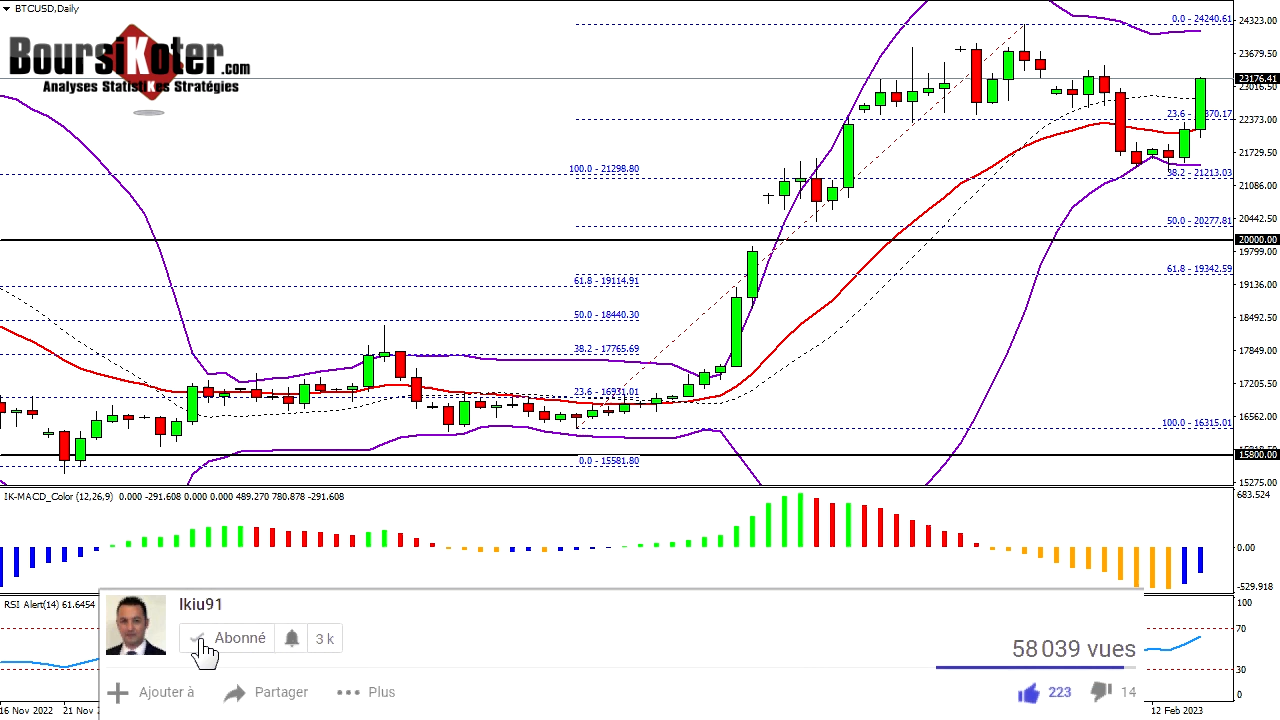 BTCUSD,Daily
BoursiKoter.com
Analyses StatistiKes Stratégies
0.0 - 24240.61
24323.00
23679.50
23176.41
23016.50
23.6 -
370.17
22373.00
21729.50
100.0 - 21298.80
38.2 - 21213.03
21086.00
50.0 - 20277.81
20442.50
20000.00
19799.00
61.8 - 19342.59
61.8 - 19114.91
19136.00
50.0 - 18440.30
18492.50
38.2 - 17765.69
17849.00
17205.50
23.6 - 16931.01
16562.00
100.0 - 16315.01
15800.00
0.0 - 15581.80
15275.00
IK-MACD_Color (12,26,9) 0.000 -291.608 0.000 0.000 489.270 780.878 -291.608
683.524
0.00
-529.918
RSI Alert(14) 61.6454
100
70
30
0
Ikiu91
Abonné
3 k
58 039 vues
Ajouter à
Partager
Plus
223
14
16 Nov 2022
21 Nov
12 Feb 2023